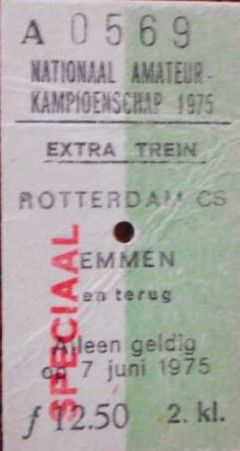 A 0569
NATIONAAL AMATEUR-
KAMPIOENSCHAP 1975
EXTRA TREIN
ROTTERDAM CS
EMMEN
en terug
Alleen geldig
op 7 juni 1975
f 12.50 2. kl.
SPECIAAL